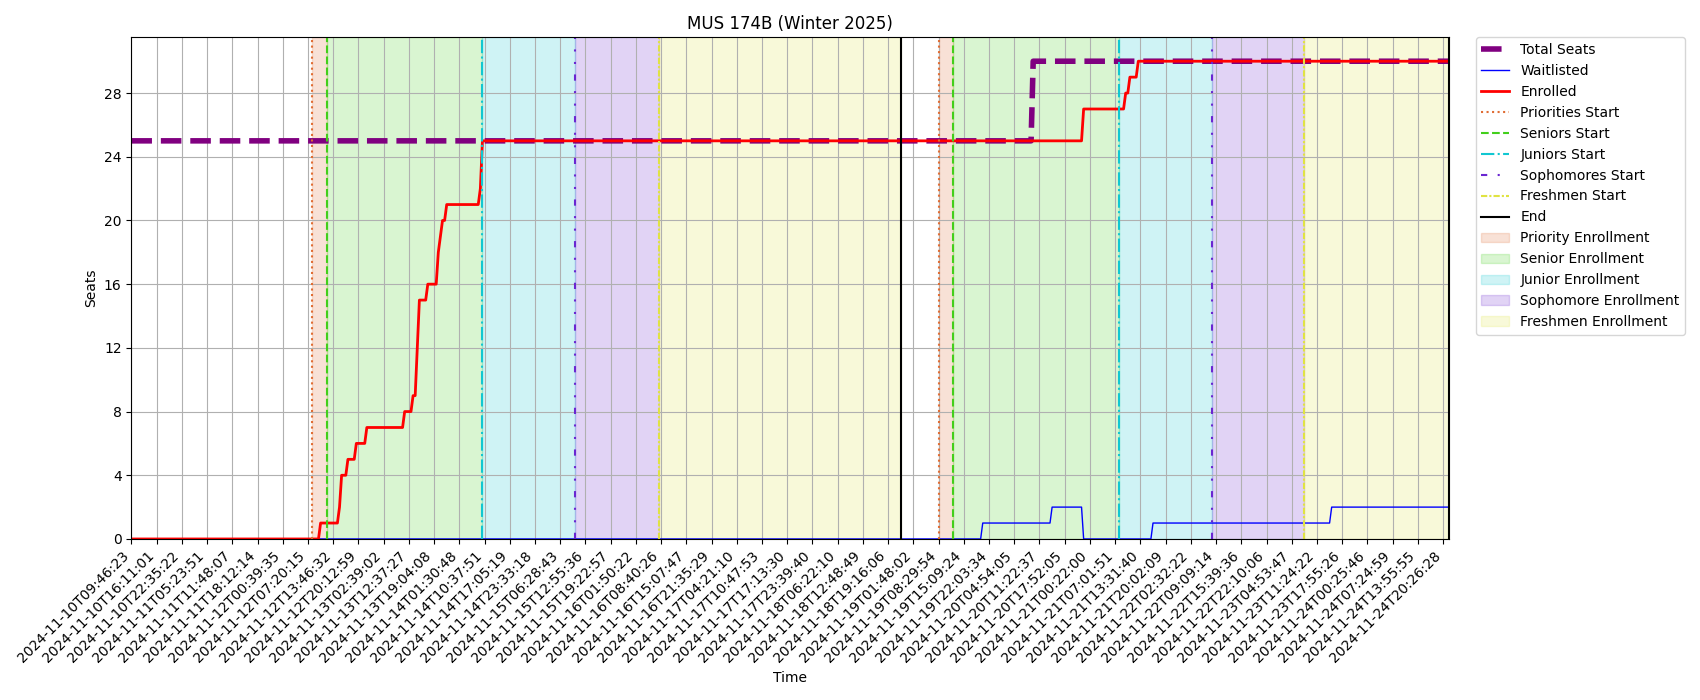 MUS 174B (Winter 2025)
Seats
28
24
20
16
12
8
4
0
2024-11-10T09:46:23
2024-11-10T16:11:01
2024-11-10T22:35:22
2024-11-11T05:23:51
2024-11-11T11:48:07
2024-11-11T18:12:14
2024-11-12T00:39:35
2024-11-12T07:20:15
2024-11-12T13:46:32
2024-11-12T20:12:59
2024-11-13T02:39:02
2024-11-13T12:37:27
2024-11-13T19:04:08
2024-11-14T01:30:48
2024-11-14T10:37:51
2024-11-14T17:05:19
2024-11-14T23:33:18
2024-11-15T06:28:43
2024-11-15T12:55:36
2024-11-15T19:22:57
2024-11-16T01:50:22
2024-11-16T08:40:26
2024-11-16T15:07:47
2024-11-16T21:35:29
2024-11-17T04:21:10
2024-11-17T10:47:53
2024-11-17T17:13:30
2024-11-17T23:39:40
2024-11-18T06:22:10
2024-11-18T12:48:49
2024-11-18T19:16:06
2024-11-19T01:48:02
2024-11-19T08:29:54
2024-11-19T15:09:24
2024-11-19T22:03:34
2024-11-20T04:54:05
2024-11-20T11:22:37
2024-11-20T17:52:05
2024-11-21T00:22:00
2024-11-21T07:01:51
2024-11-21T13:31:40
2024-11-21T20:02:09
2024-11-22T02:32:22
2024-11-22T09:09:14
2024-11-22T15:39:36
2024-11-22T22:10:06
2024-11-23T04:53:47
2024-11-23T11:24:22
2024-11-23T17:55:26
2024-11-24T00:25:46
2024-11-24T07:24:59
2024-11-24T13:55:55
2024-11-24T20:26:28
Time
Total Seats
Waitlisted
Enrolled
Priorities Start
Seniors Start
Juniors Start
Sophomores Start
Freshmen Start
End
Priority Enrollment
Senior Enrollment
Junior Enrollment
Sophomore Enrollment
Freshmen Enrollment